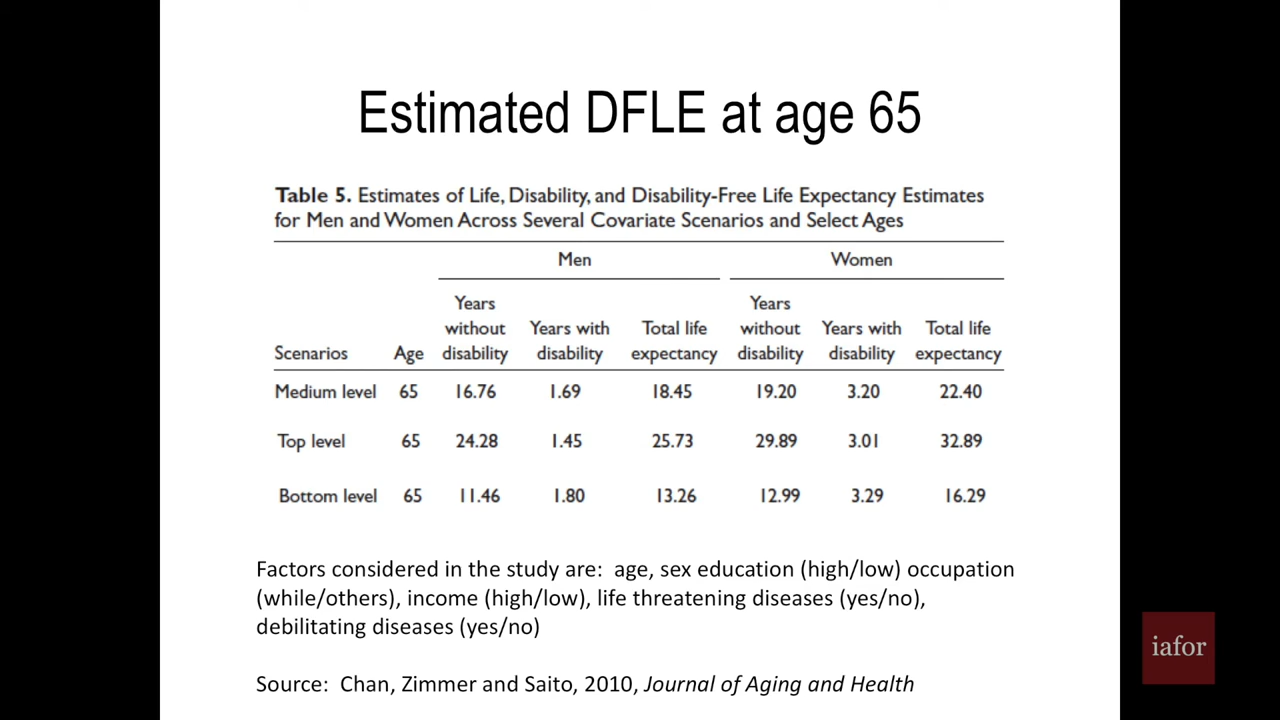 Estimated DFLE at age 65
Table 5. Estimates of Life, Disability, and Disability-Free Life Expectancy Estimates
for Men and Women Across Several Covariate Scenarios and Select Ages
Men Women
Years Years
without Years with Total life without Years with Total life
Scenarios Age disability disability expectancy disability disability expectancy
Medium level 65 16.76 1.69 18.45 19.20 3.20 22.40
Top level 65 24.28 1.45 25.73 29.89 3.01 32.89
Bottom level 65 11.46 1.80 13.26 12.99 3.29 16.29
Factors considered in the study are: age, sex education (high/low) occupation
(while/others), income (high/low), life threatening diseases (yes/no),
debilitating diseases (yes/no)
iafor
Source: Chan, Zimmer and Saito, 2010, Journal of Aging and Health